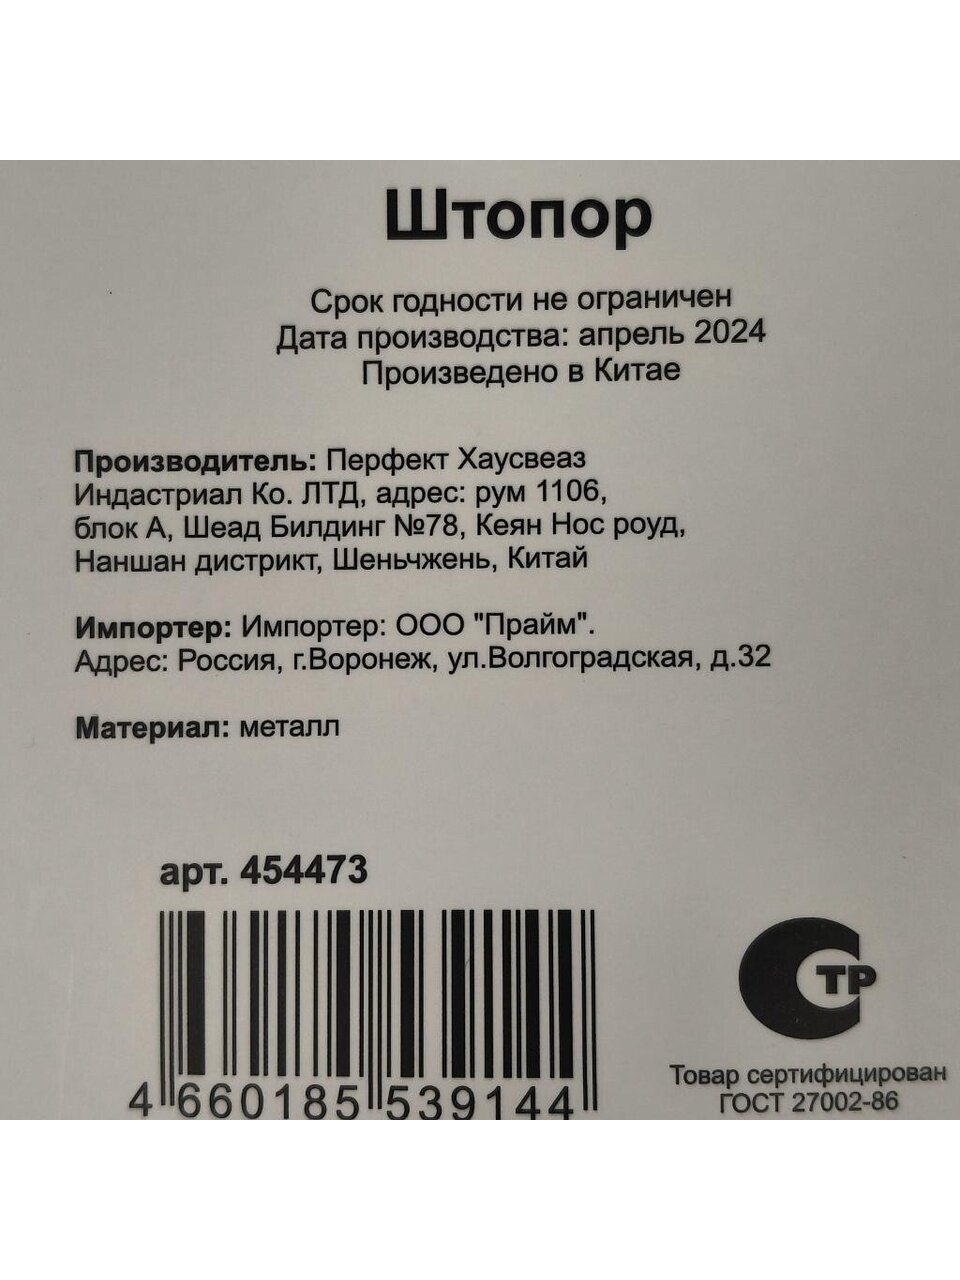 Штопор
Срок годности не ограничен
Дата производства: апрель 2024
Произведено в Китае
Производитель: Перфект Хаусвеаз
Индастриал Ко. ЛТД, адрес: рум 1106,
блок А, Шеад Билдинг №78, Кеян Нос роуд,
Наншан дистрикт, Шеньчжень, Китай
Импортер: Импортер: ООО "Прайм".
Адрес: Россия, г.Воронеж, ул.Волгоградская, д.32
Материал: металл
арт. 454473
4 660185 539144
СТР
Товар сертифицирован
ГОСТ 27002-86